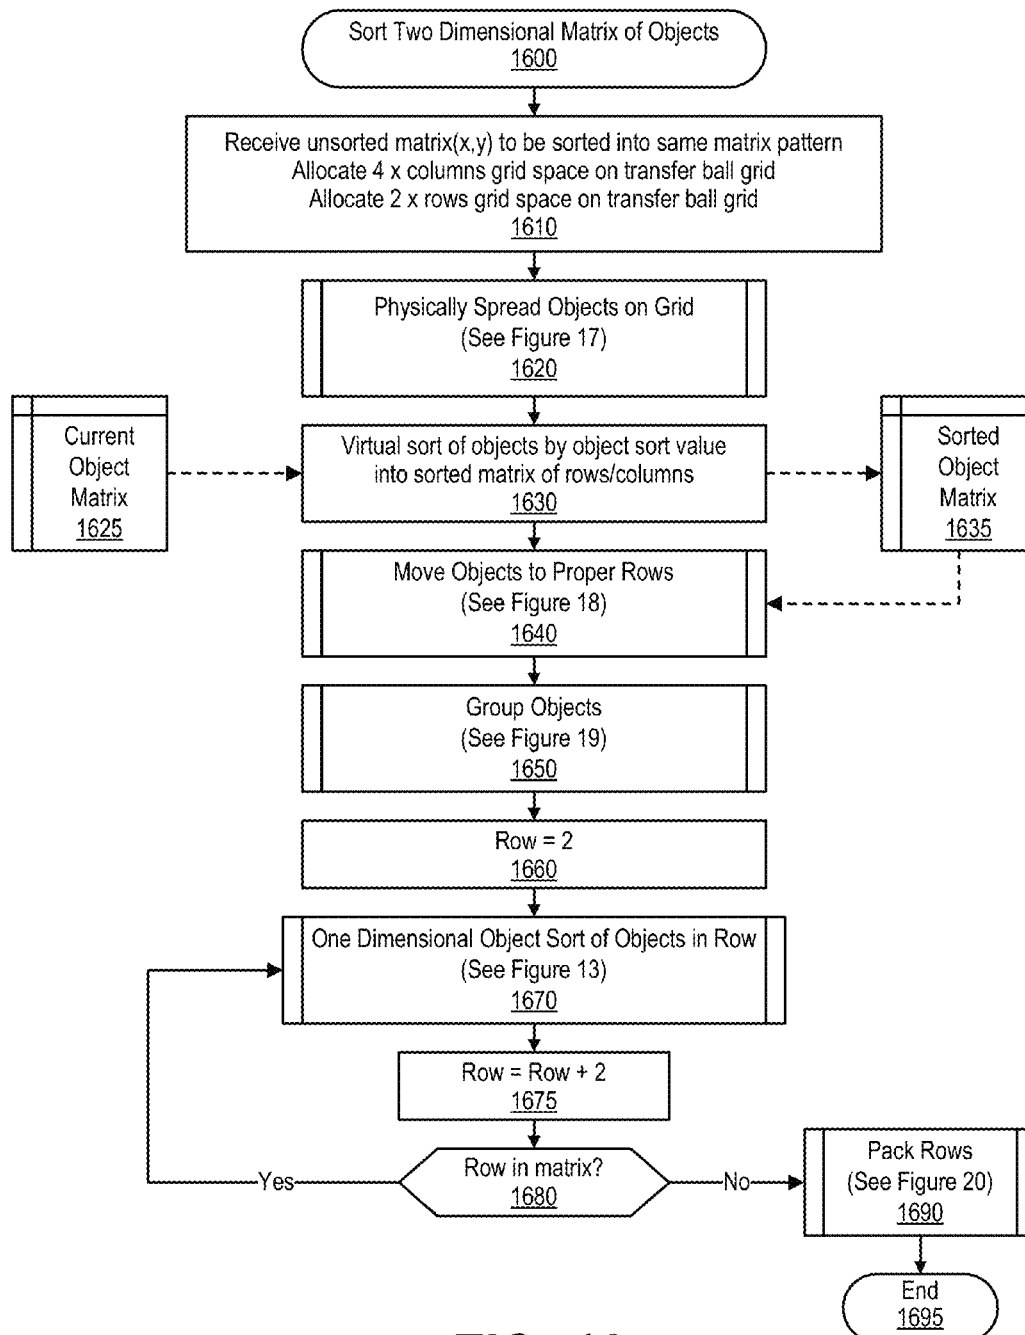 Sort Two Dimensional Matrix of Objects
1600
Receive unsorted matrix(x,y) to be sorted into same matrix pattern
Allocate 4 x columns grid space on transfer ball grid
Allocate 2 x rows grid space on transfer ball grid
1610
Physically Spread Objects on Grid
(See Figure 17)
1620
Current
Object
Matrix
1625
Virtual sort of objects by object sort value
into sorted matrix of rows/columns
1630
Sorted
Object
Matrix
1635
Move Objects to Proper Rows
(See Figure 18)
1640
Group Objects
(See Figure 19)
1650
Row = 2
1660
One Dimensional Object Sort of Objects in Row
(See Figure 13)
1670
Row = Row + 2
1675
Row in matrix?
1680
Yes
No
Pack Rows
(See Figure 20)
1690
End
1695